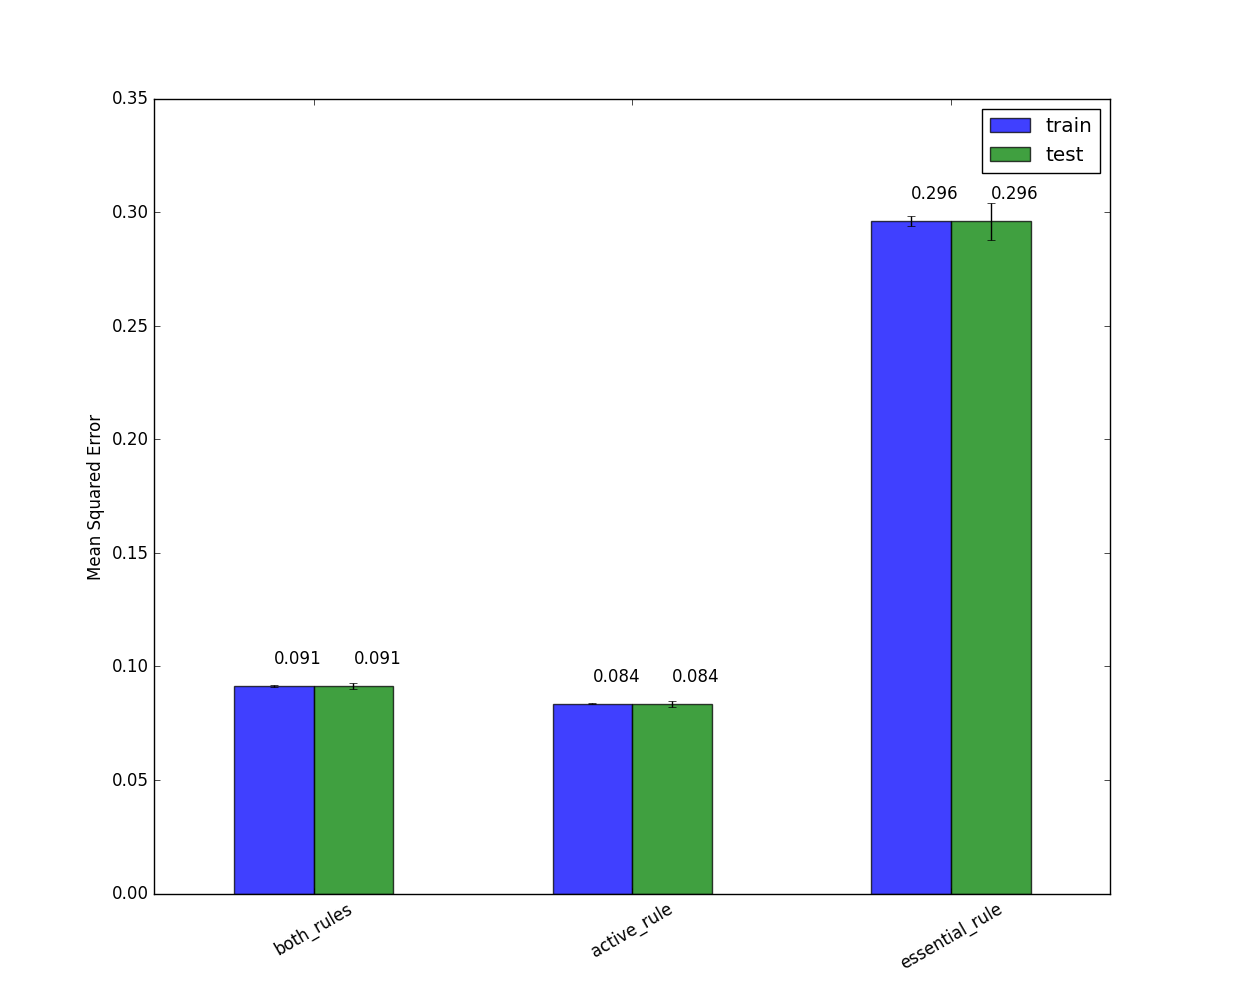 0.35
0.30
0.25
0.20
0.15
0.10
0.05
0.00
Mean Squared Error
train
test
0.091 0.091
0.084 0.084
0.296 0.296
both_rules
active_rule
essential_rule